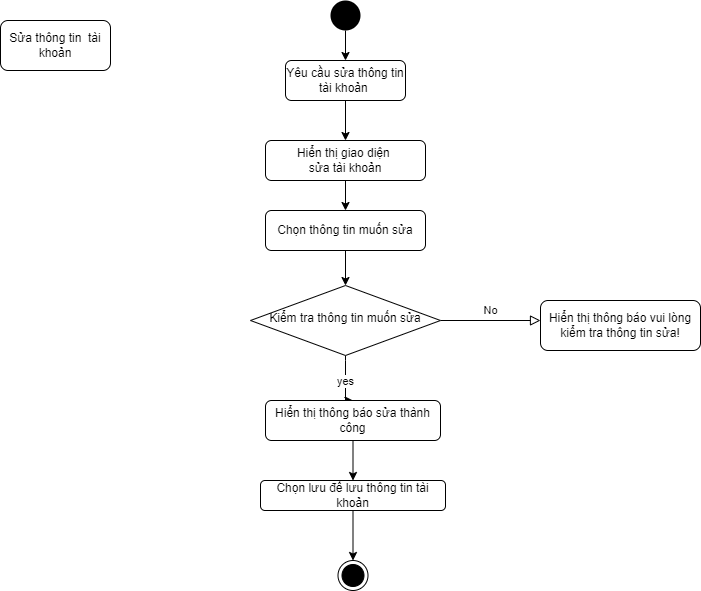 Sửa thông tin  tài
khoản
Yêu cầu sửa thông tin
tài khoản
Hiển thị giao diện
sửa tài khoản
Chọn thông tin muốn sửa
Kiểm tra thông tin muốn sửa
No
Hiển thị thông báo vui lòng
kiểm tra thông tin sửa!
yes
Hiển thị thông báo sửa thành
công
Chọn lưu để lưu thông tin tài
khoản